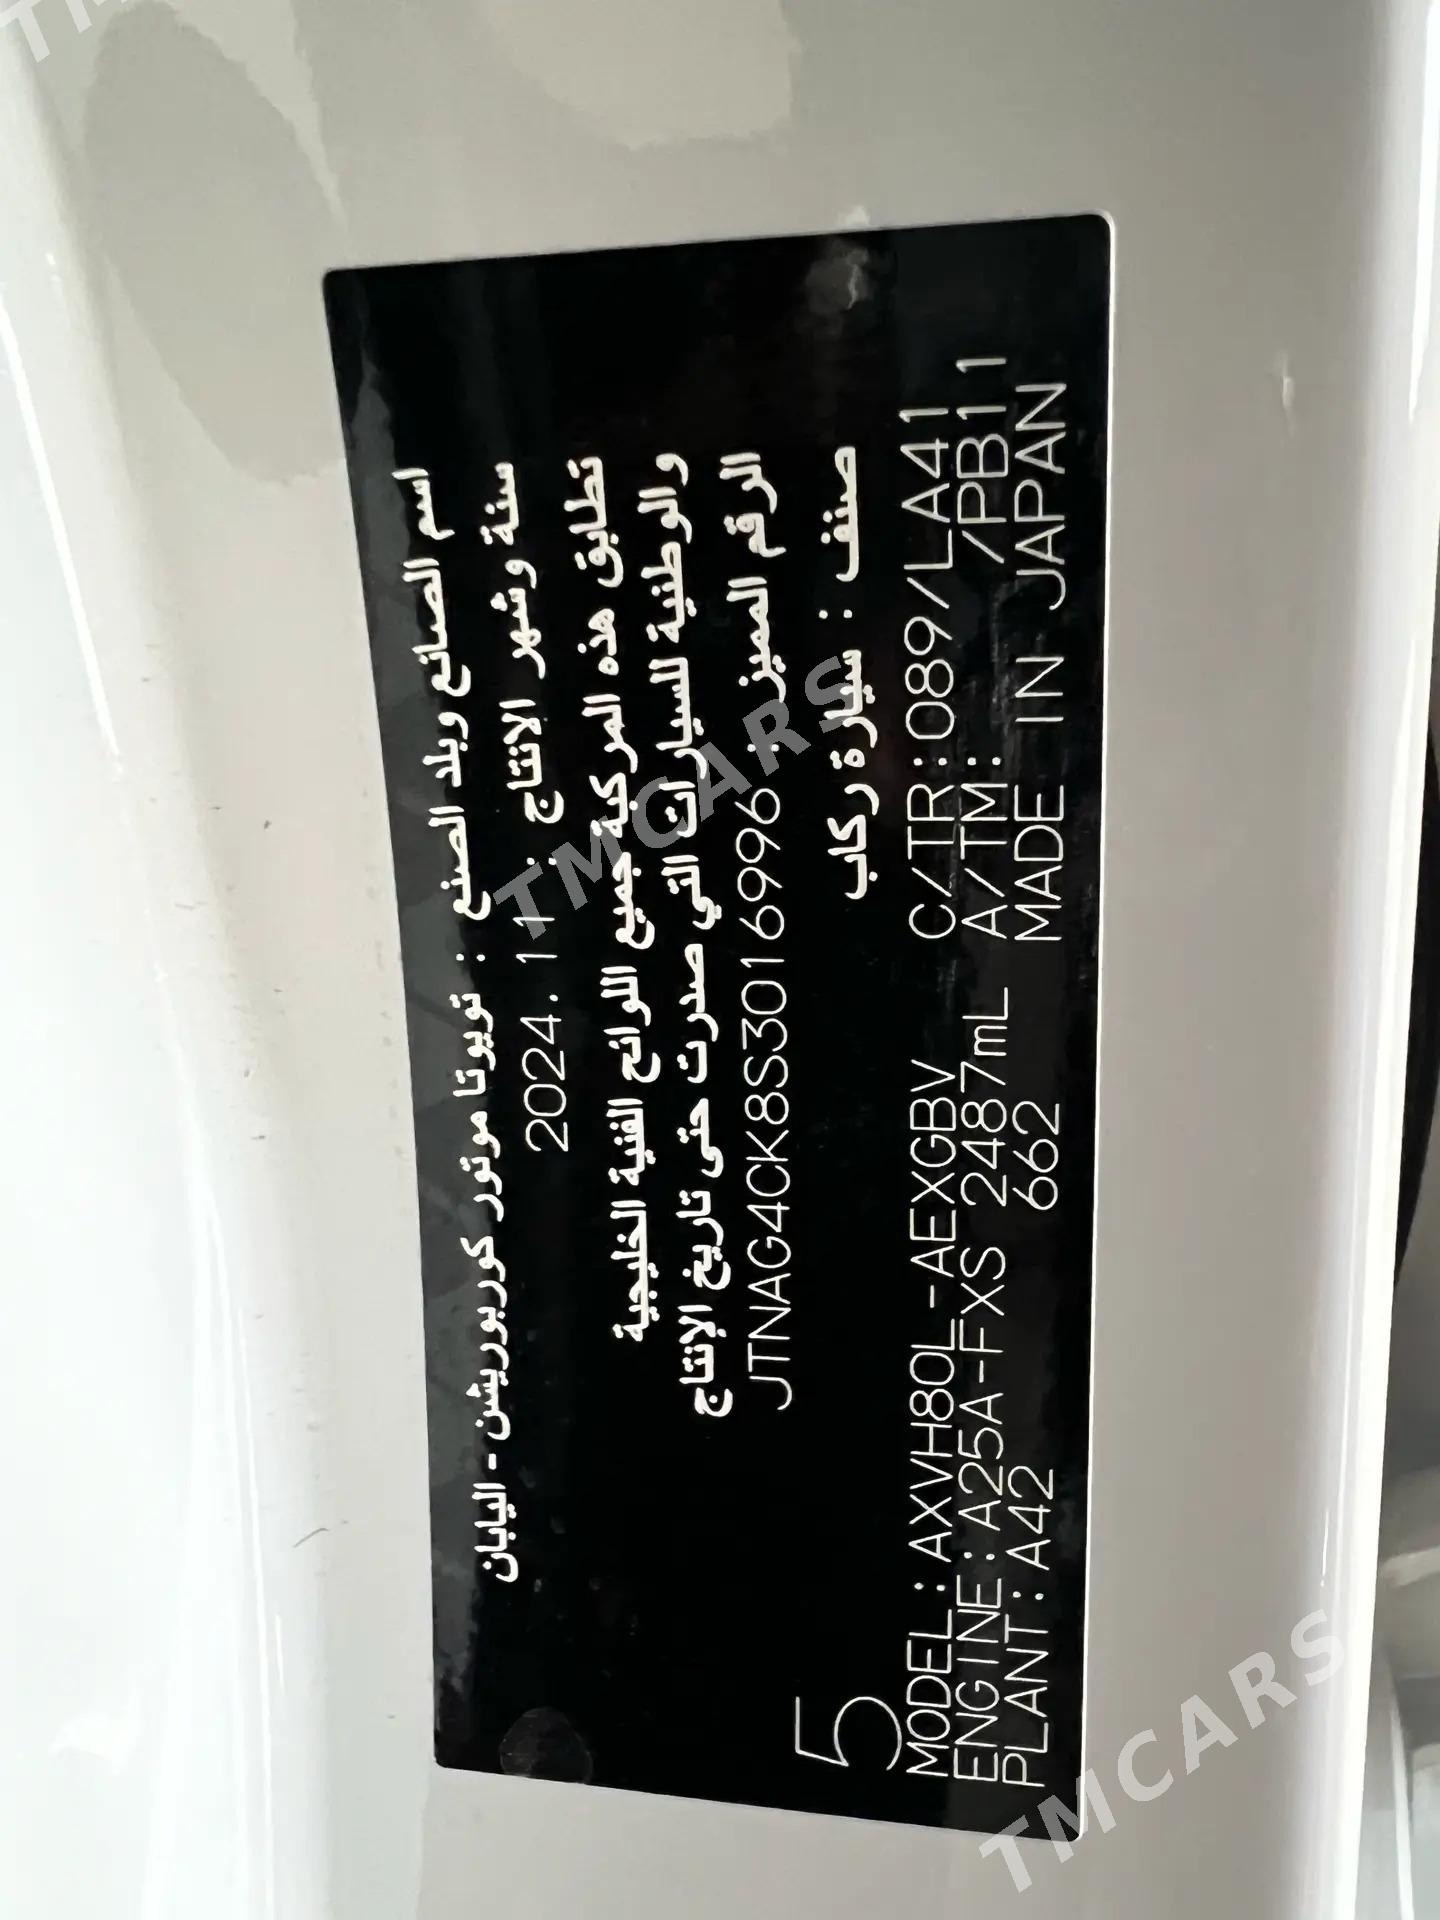 اسم الصانع وبلد الصنع : تويوتا موتور كوربوريشن - اليابان
سنة وشهر الانتاج : 2024.11
تطابق هذه المركبة جميع اللوائح الفنية الخليجية
والوطنية للسيارات التي صدرت حتى تاريخ الإنتاج
الرقم المميز : JTNAG4CK8S3016996
صنف : سيارة ركاب
5
MODEL:AXVH80L-AEXGBV C/TR:089/LA41
ENGINE:A25A-FXS 2487mL A/TM: /PB11
PLANT:A42 662 MADE IN JAPAN
TMCARS
TMCARS